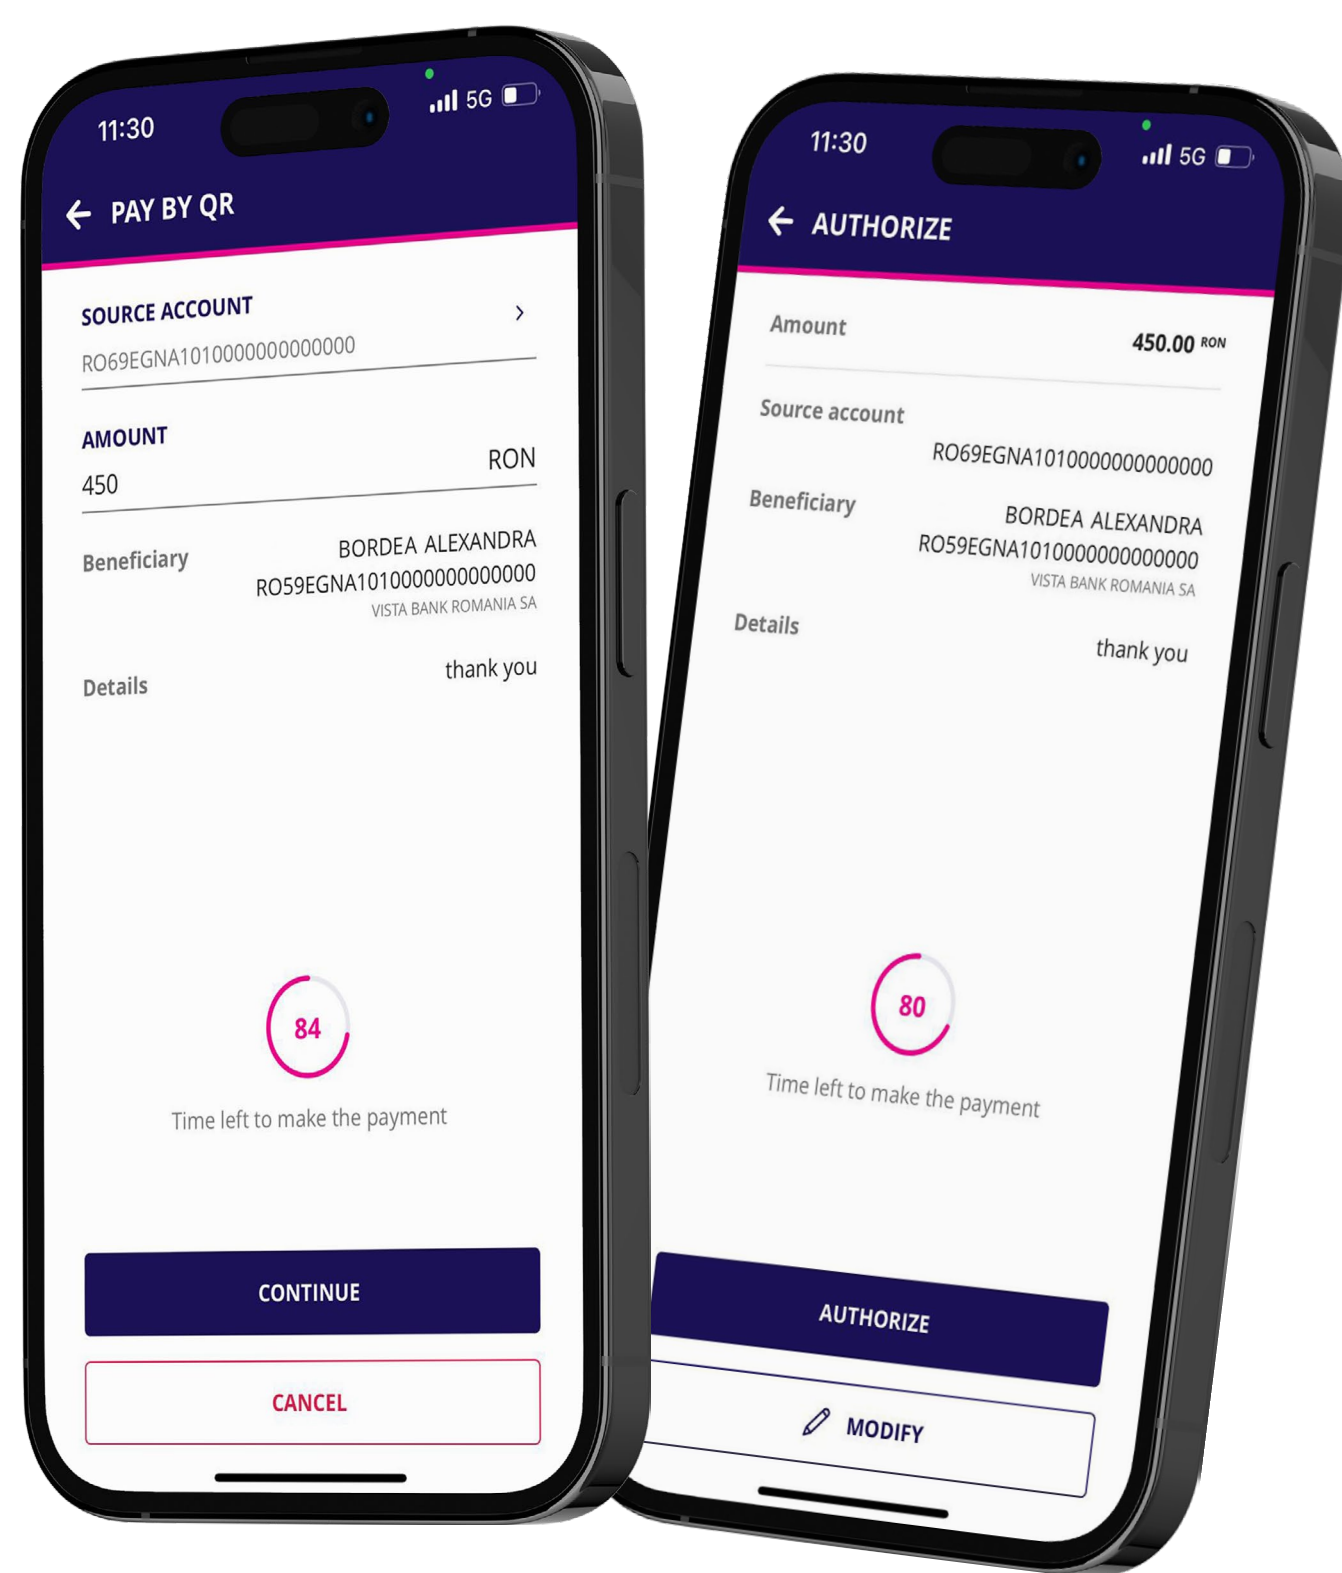 11:30
5G
PAY BY QR
SOURCE ACCOUNT
RO69EGNA1010000000000000
AMOUNT
450
RON
Beneficiary
BORDEA ALEXANDRA
RO59EGNA1010000000000000
VISTA BANK ROMANIA SA
Details
thank you
84
Time left to make the payment
CONTINUE
CANCEL
11:30
5G
AUTHORIZE
Amount
450.00 RON
Source account
RO69EGNA1010000000000000
Beneficiary
BORDEA ALEXANDRA
RO59EGNA1010000000000000
VISTA BANK ROMANIA SA
Details
thank you
80
Time left to make the payment
AUTHORIZE
MODIFY